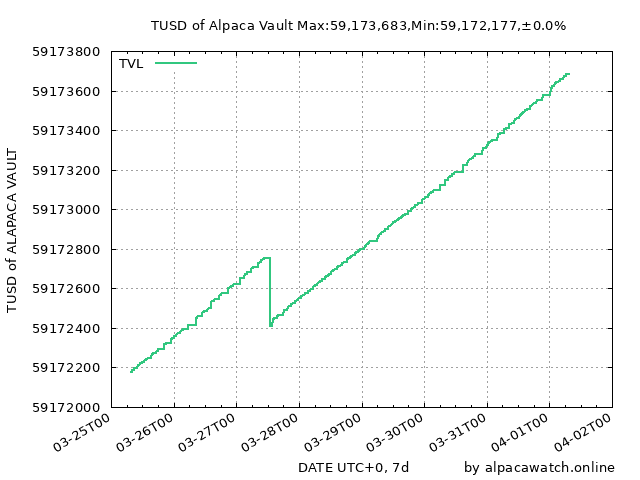 TUSD of Alpaca Vault Max:59,173,683,Min:59,172,177,±0.0%
TVL
59173800
59173600
59173400
59173200
59173000
59172800
59172600
59172400
59172200
59172000
TUSD of ALAPACA VAULT
03-25T00
03-26T00
03-27T00
03-28T00
03-29T00
03-30T00
03-31T00
04-01T00
04-02T00
DATE UTC+0, 7d
by alpacawatch.online